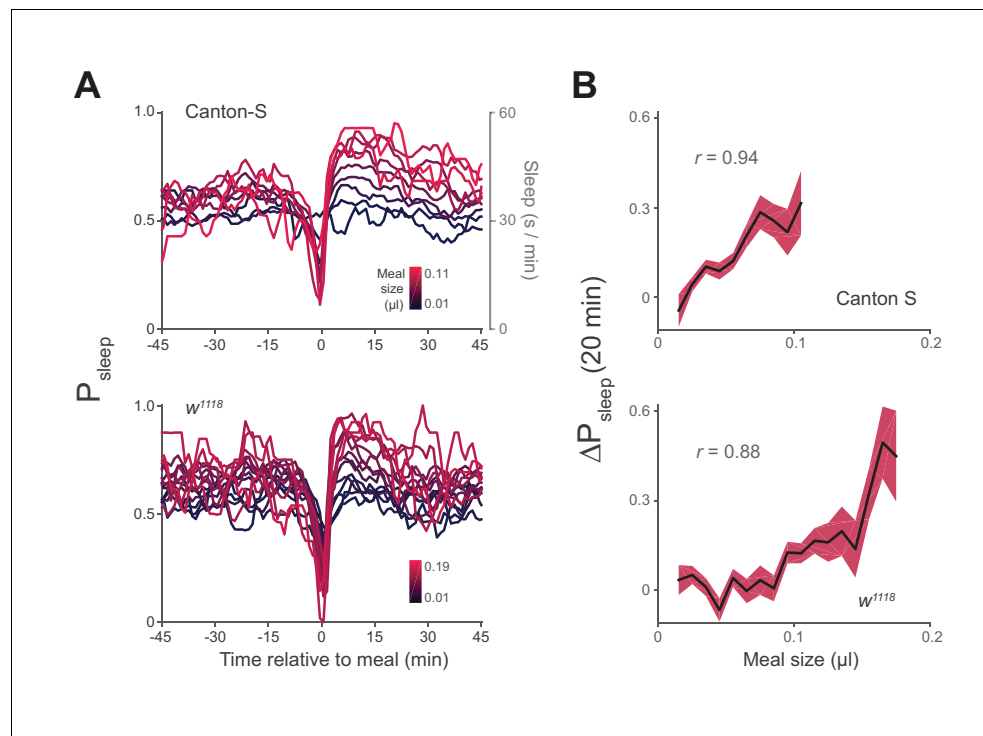 A
B
Canton-S
1.0
0.5
0
60
30
0
Sleep (s / min)
Meal
size
(µl)
0.11
0.01
-45
-30
-15
0
15
30
45
P sleep
w1118
1.0
0.5
0
0.19
0.01
-45
-30
-15
0
15
30
45
Time relative to meal (min)
0.6
0.3
0
r = 0.94
Canton S
0
0.1
0.2
ΔP sleep (20 min)
0.6
0.3
0
r = 0.88
w1118
0
0.1
0.2
Meal size (µl)